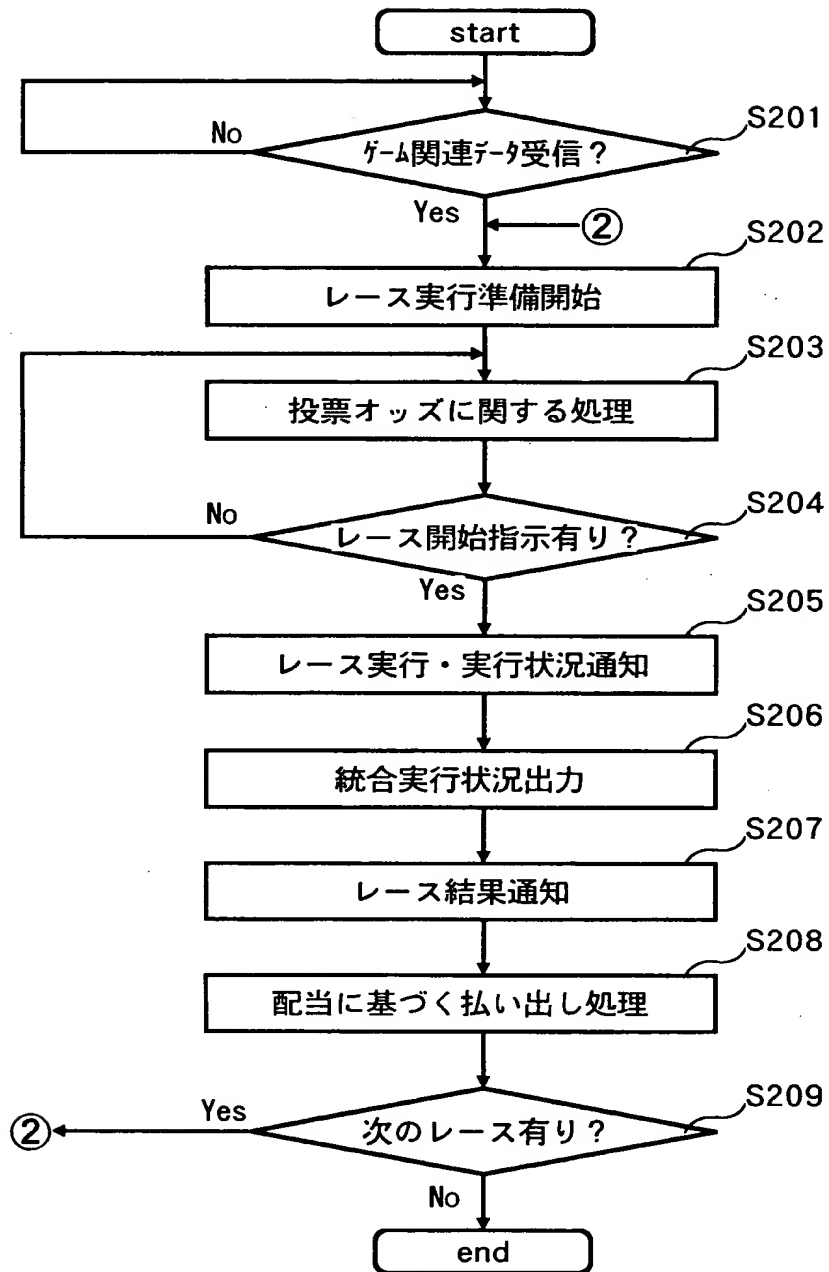 start
S201
No
ｹﾞｰﾑ関連ﾃﾞｰﾀ受信？
Yes
②
S202
レース実行準備開始
S203
投票オッズに関する処理
S204
No
レース開始指示有り？
Yes
S205
レース実行・実行状況通知
S206
統合実行状況出力
S207
レース結果通知
S208
配当に基づく払い出し処理
S209
Yes
②
次のレース有り？
No
end